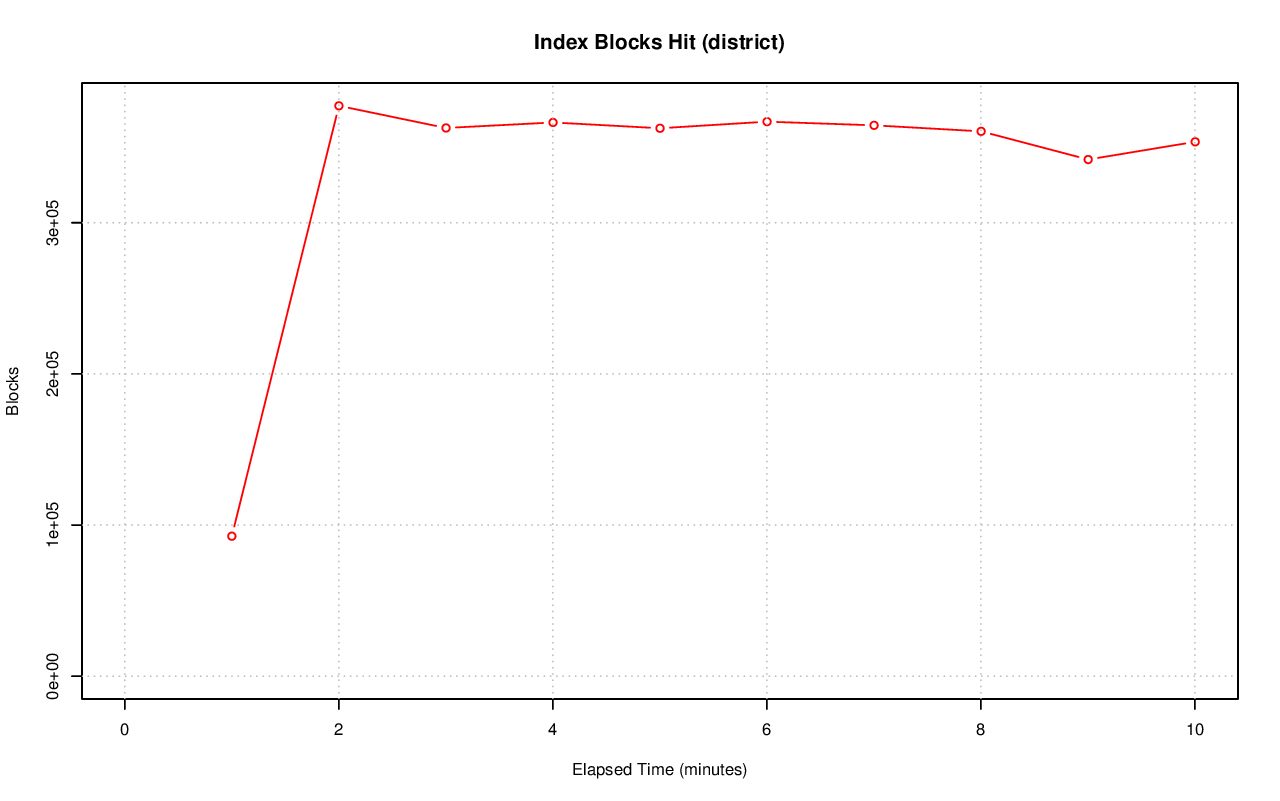 Index Blocks Hit (district)
Blocks
3e+05
2e+05
1e+05
0e+00
0 2 4 6 8 10
Elapsed Time (minutes)